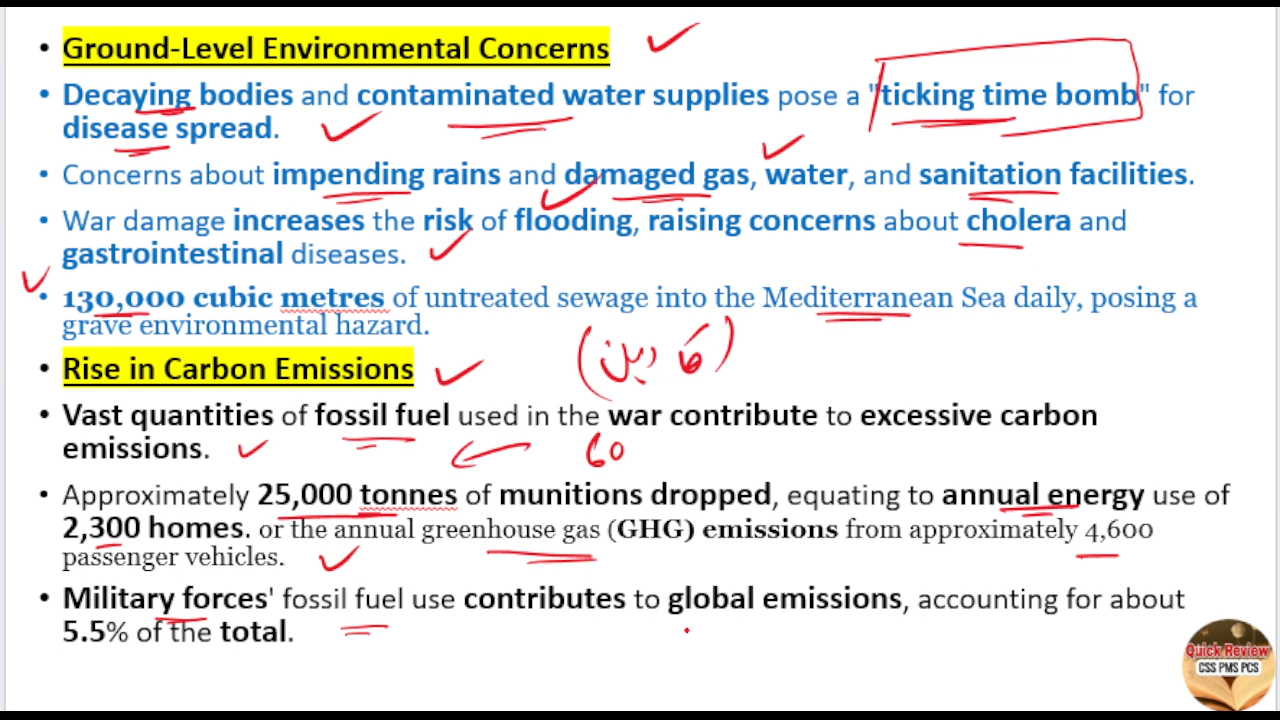 • Ground-Level Environmental Concerns
• Decaying bodies and contaminated water supplies pose a "ticking time bomb" for
disease spread.
• Concerns about impending rains and damaged gas, water, and sanitation facilities.
• War damage increases the risk of flooding, raising concerns about cholera and
gastrointestinal diseases.
• 130,000 cubic metres of untreated sewage into the Mediterranean Sea daily, posing a
grave environmental hazard.
• Rise in Carbon Emissions
• Vast quantities of fossil fuel used in the war contribute to excessive carbon
emissions.
60
• Approximately 25,000 tonnes of munitions dropped, equating to annual energy use of
2,300 homes. or the annual greenhouse gas (GHG) emissions from approximately 4,600
passenger vehicles.
• Military forces' fossil fuel use contributes to global emissions, accounting for about
5.5% of the total.
Quick Review
CSS PMS PCS